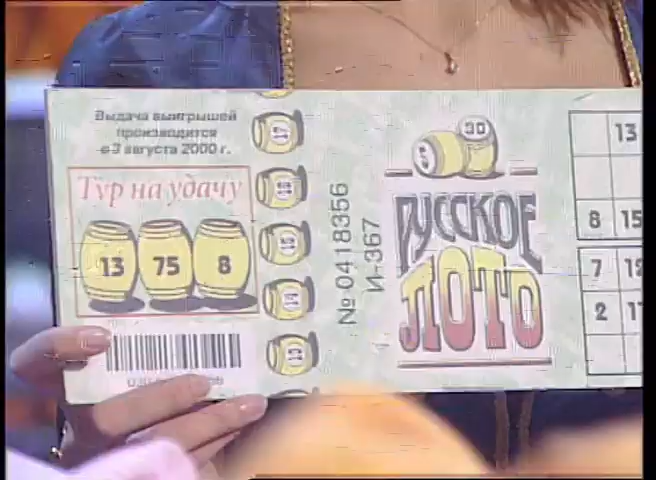 Выдача выигрышей
производится
с 3 августа 2000 г.
Тур на удачу
13 75 8
№ 0418356
И-367
5 30
РУССКОЕ
ЛОТО
13
8 15
7
2